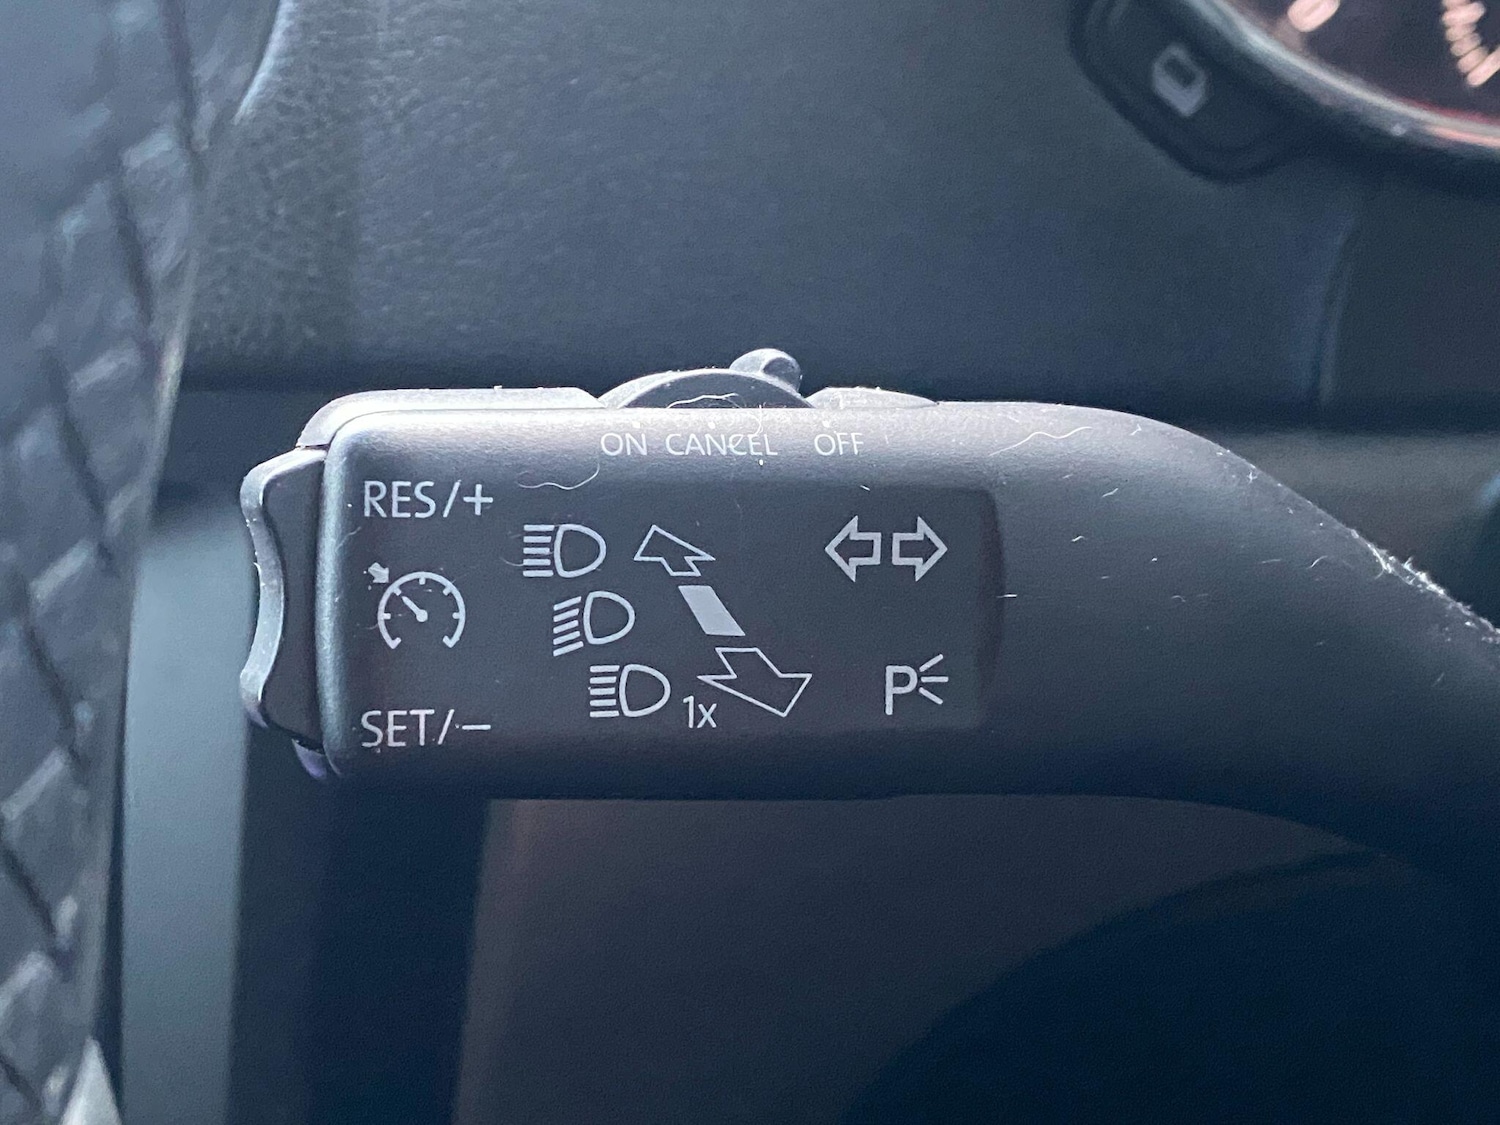 ON CANCEL OFF
RES/+
SET/−
1x
P